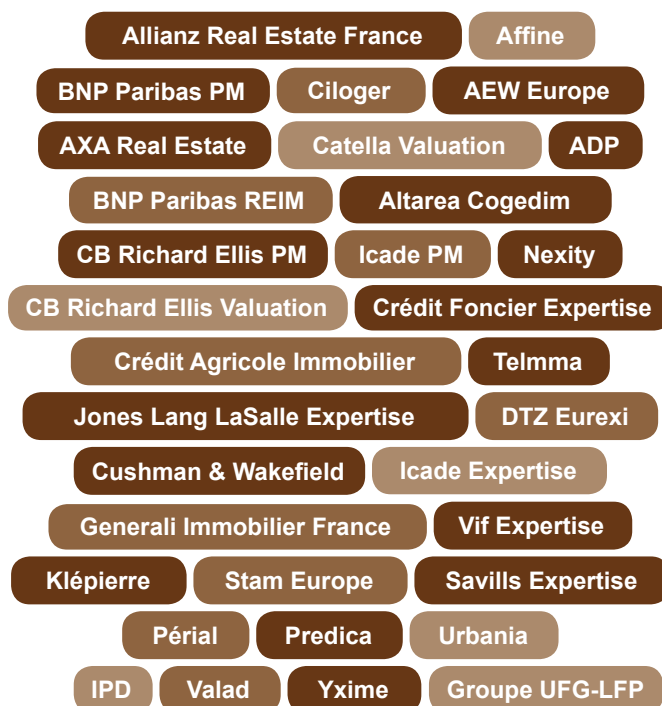 Allianz Real Estate France Affine
BNP Paribas PM Ciloger AEW Europe
AXA Real Estate Catella Valuation ADP
BNP Paribas REIM Altarea Cogedim
CB Richard Ellis PM Icade PM Nexity
CB Richard Ellis Valuation Crédit Foncier Expertise
Crédit Agricole Immobilier Telmma
Jones Lang LaSalle Expertise DTZ Eurexi
Cushman & Wakefield Icade Expertise
Generali Immobilier France Vif Expertise
Klépierre Stam Europe Savills Expertise
Périal Predica Urbania
IPD Valad Yxime Groupe UFG-LFP